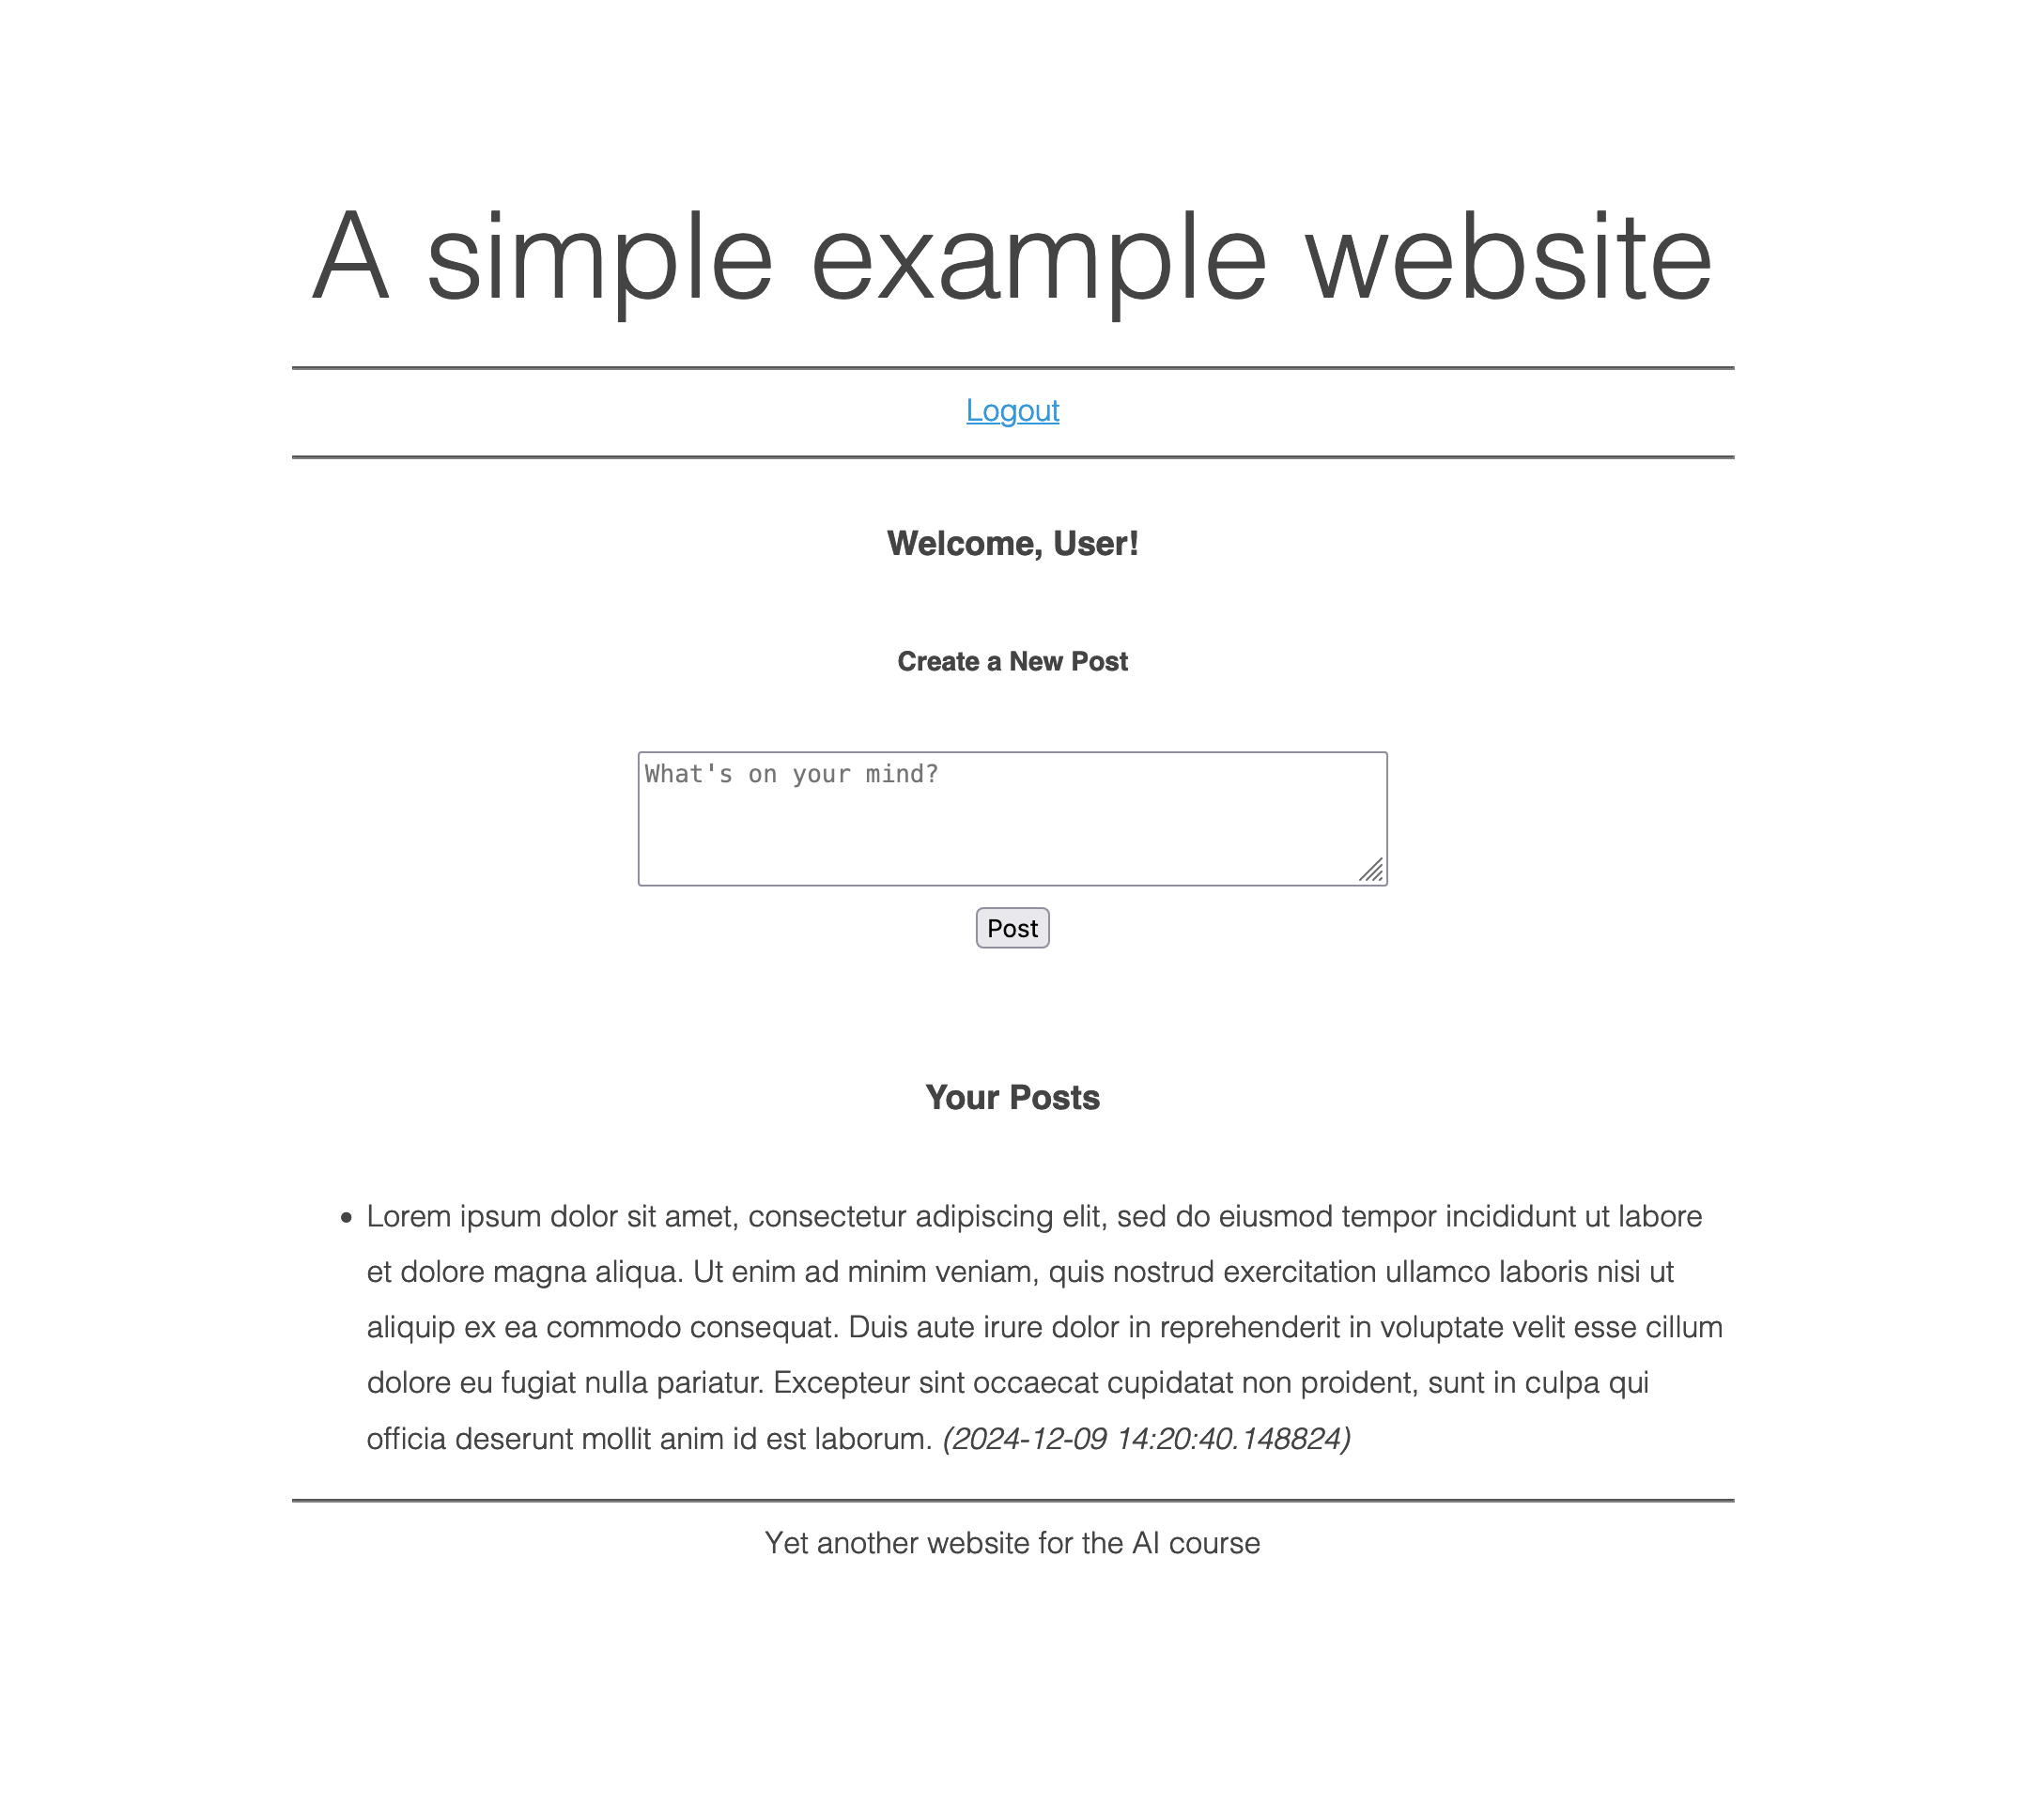 A simple example website
Logout
Welcome, User!
Create a New Post
What's on your mind?
Post
Your Posts
Lorem ipsum dolor sit amet, consectetur adipiscing elit, sed do eiusmod tempor incididunt ut labore
et dolore magna aliqua. Ut enim ad minim veniam, quis nostrud exercitation ullamco laboris nisi ut
aliquip ex ea commodo consequat. Duis aute irure dolor in reprehenderit in voluptate velit esse cillum
dolore eu fugiat nulla pariatur. Excepteur sint occaecat cupidatat non proident, sunt in culpa qui
officia deserunt mollit anim id est laborum. (2024-12-09 14:20:40.148824)
Yet another website for the AI course